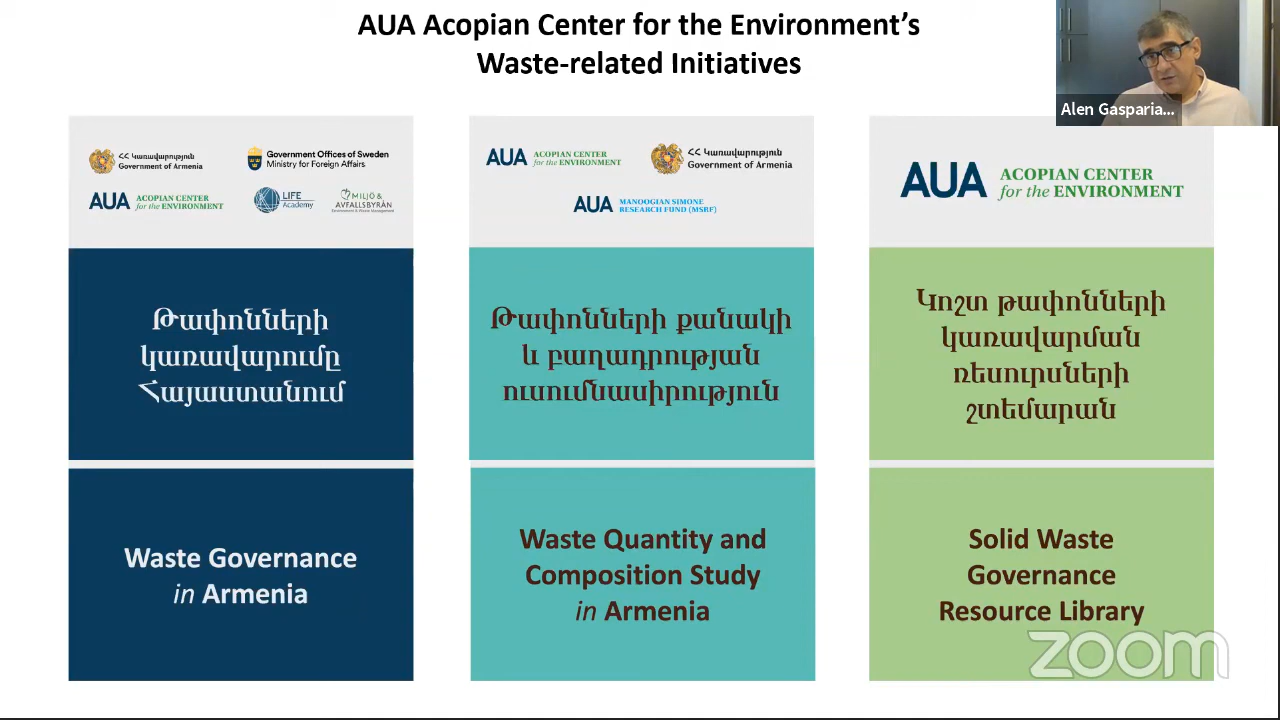 AUA Acopian Center for the Environment's
Waste-related Initiatives
Alen Gasparia...
ՀՀ Կառավարություն
Government of Armenia
Government Offices of Sweden
Ministry for Foreign Affairs
AUA ACOPIAN CENTER
for the ENVIRONMENT
LIFE
Academy
MILJÖ &
AVFALLSBYRÅN
Environmental & Waste Management
Թափոնների
կառավարումը
Հայաստանում
Waste Governance
in Armenia
AUA ACOPIAN CENTER
for the ENVIRONMENT
ՀՀ Կառավարություն
Government of Armenia
AUA MANOOGIAN SIMONE
RESEARCH FUND (MSRF)
Թափոնների քանակի
և բաղադրության
ուսումնասիրություն
Waste Quantity and
Composition Study
in Armenia
AUA ACOPIAN CENTER
for the ENVIRONMENT
Կոշտ թափոնների
կառավարման
ռեսուրսների
շտեմարան
Solid Waste
Governance
Resource Library
zoom